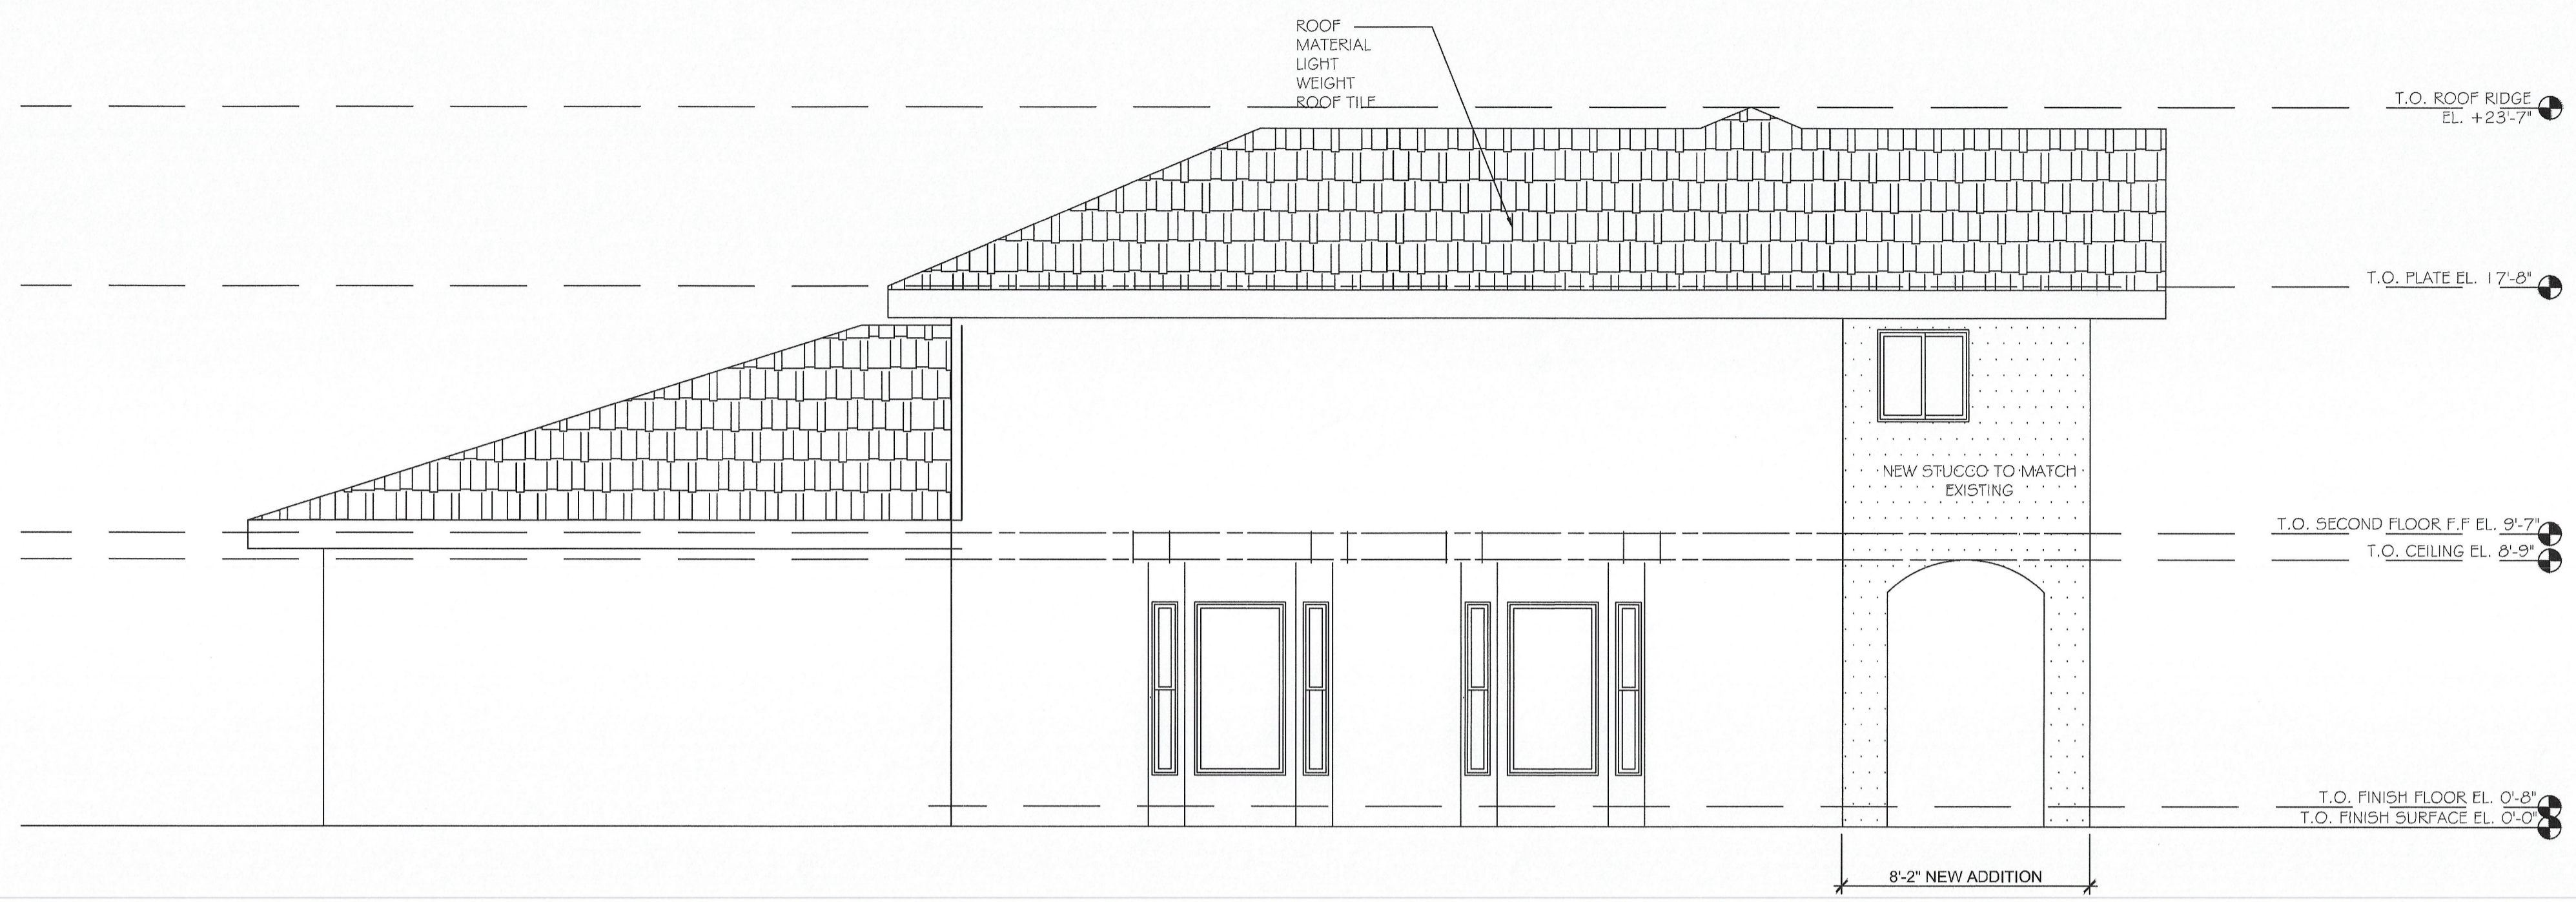 ROOF
MATERIAL
LIGHT
WEIGHT
ROOF TILE
T.O. ROOF RIDGE
EL. +23'-7"
T.O. PLATE EL. 17'-8"
NEW STUCCO TO MATCH
EXISTING
T.O. SECOND FLOOR F.F EL. 9'-7"
T.O. CEILING EL. 8'-9"
T.O. FINISH FLOOR EL. 0'-8"
T.O. FINISH SURFACE EL. 0'-0"
8'-2" NEW ADDITION